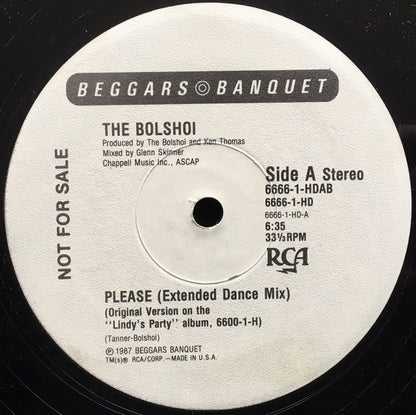 BEGGARS BANQUET
THE BOLSHOI
Produced by The Bolshoi and Ken Thomas
Mixed by Glenn Skinner
Chappell Music Inc., ASCAP
NOT FOR SALE
Side A Stereo
6666-1-HDAB
6666-1-HD
6666-1-HD-A
6:35
33⅓ RPM
RCA
PLEASE (Extended Dance Mix)
(Original Version on the
"Lindy's Party" album, 6600-1-H)
(Tanner-Bolshoi)
℗ 1987 BEGGARS BANQUET
TM(s)® RCA/CORP.—MADE IN U.S.A.